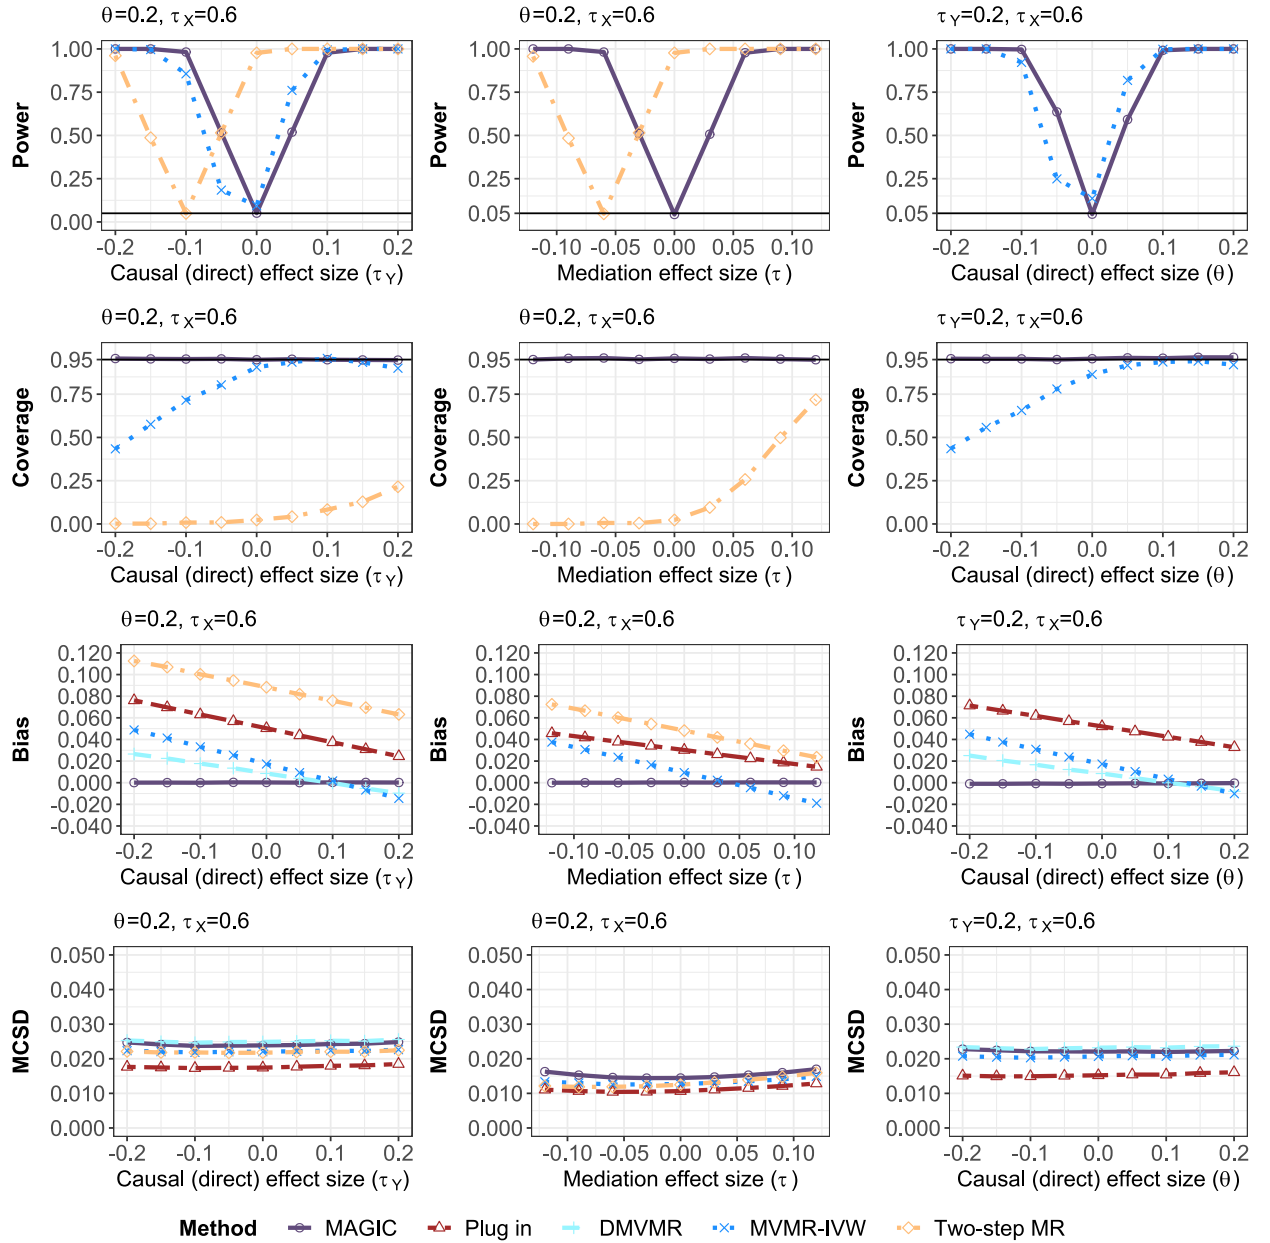 θ=0.2, τX=0.6
θ=0.2, τX=0.6
τY=0.2, τX=0.6
Power
1.00
0.75
0.50
0.25
0.00
-0.2 -0.1 0.0 0.1 0.2
Causal (direct) effect size (τY)
Power
1.00
0.75
0.50
0.25
0.05
-0.10 -0.05 0.00 0.05 0.10
Mediation effect size (τ)
Power
1.00
0.75
0.50
0.25
0.05
-0.2 -0.1 0.0 0.1 0.2
Causal (direct) effect size (θ)
θ=0.2, τX=0.6
θ=0.2, τX=0.6
τY=0.2, τX=0.6
Coverage
0.95
0.75
0.50
0.25
0.00
-0.2 -0.1 0.0 0.1 0.2
Causal (direct) effect size (τY)
Coverage
0.95
0.75
0.50
0.25
0.00
-0.10 -0.05 0.00 0.05 0.10
Mediation effect size (τ)
Coverage
0.95
0.75
0.50
0.25
0.00
-0.2 -0.1 0.0 0.1 0.2
Causal (direct) effect size (θ)
θ=0.2, τX=0.6
θ=0.2, τX=0.6
τY=0.2, τX=0.6
Bias
0.120
0.100
0.080
0.060
0.040
0.020
0.000
-0.020
-0.040
-0.2 -0.1 0.0 0.1 0.2
Causal (direct) effect size (τY)
Bias
0.120
0.100
0.080
0.060
0.040
0.020
0.000
-0.020
-0.040
-0.10 -0.05 0.00 0.05 0.10
Mediation effect size (τ)
Bias
0.120
0.100
0.080
0.060
0.040
0.020
0.000
-0.020
-0.040
-0.2 -0.1 0.0 0.1 0.2
Causal (direct) effect size (θ)
θ=0.2, τX=0.6
θ=0.2, τX=0.6
τY=0.2, τX=0.6
MCSD
0.050
0.040
0.030
0.020
0.010
0.000
-0.2 -0.1 0.0 0.1 0.2
Causal (direct) effect size (τY)
MCSD
0.050
0.040
0.030
0.020
0.010
0.000
-0.10 -0.05 0.00 0.05 0.10
Mediation effect size (τ)
MCSD
0.050
0.040
0.030
0.020
0.010
0.000
-0.2 -0.1 0.0 0.1 0.2
Causal (direct) effect size (θ)
Method MAGIC Plug in DMVMR MVMR-IVW Two-step MR